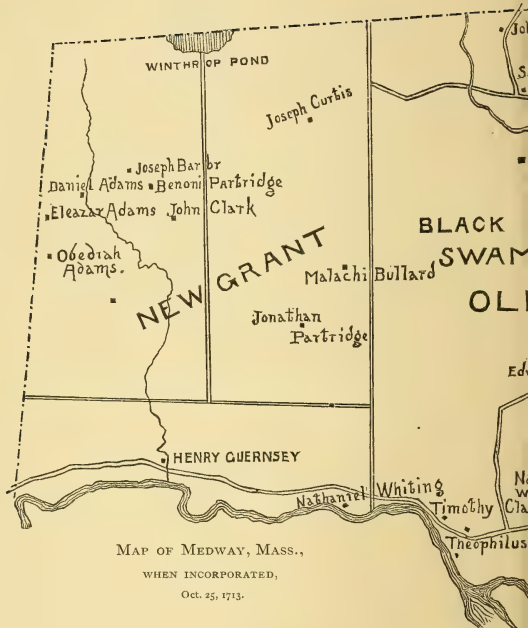 WINTHROP POND
Joseph Curtis
Joseph Barbr
Daniel Adams
Benoni Partridge
Eleazar Adams
John Clark
Obediah
Adams.
NEW GRANT
Malachi Bullard
Jonathan
Partridge
BLACK
SWAM
OL
HENRY GUERNSEY
Nathaniel Whiting
Timothy
Cla
Theophilus
MAP OF MEDWAY, MASS.,
WHEN INCORPORATED,
Oct. 25, 1713.